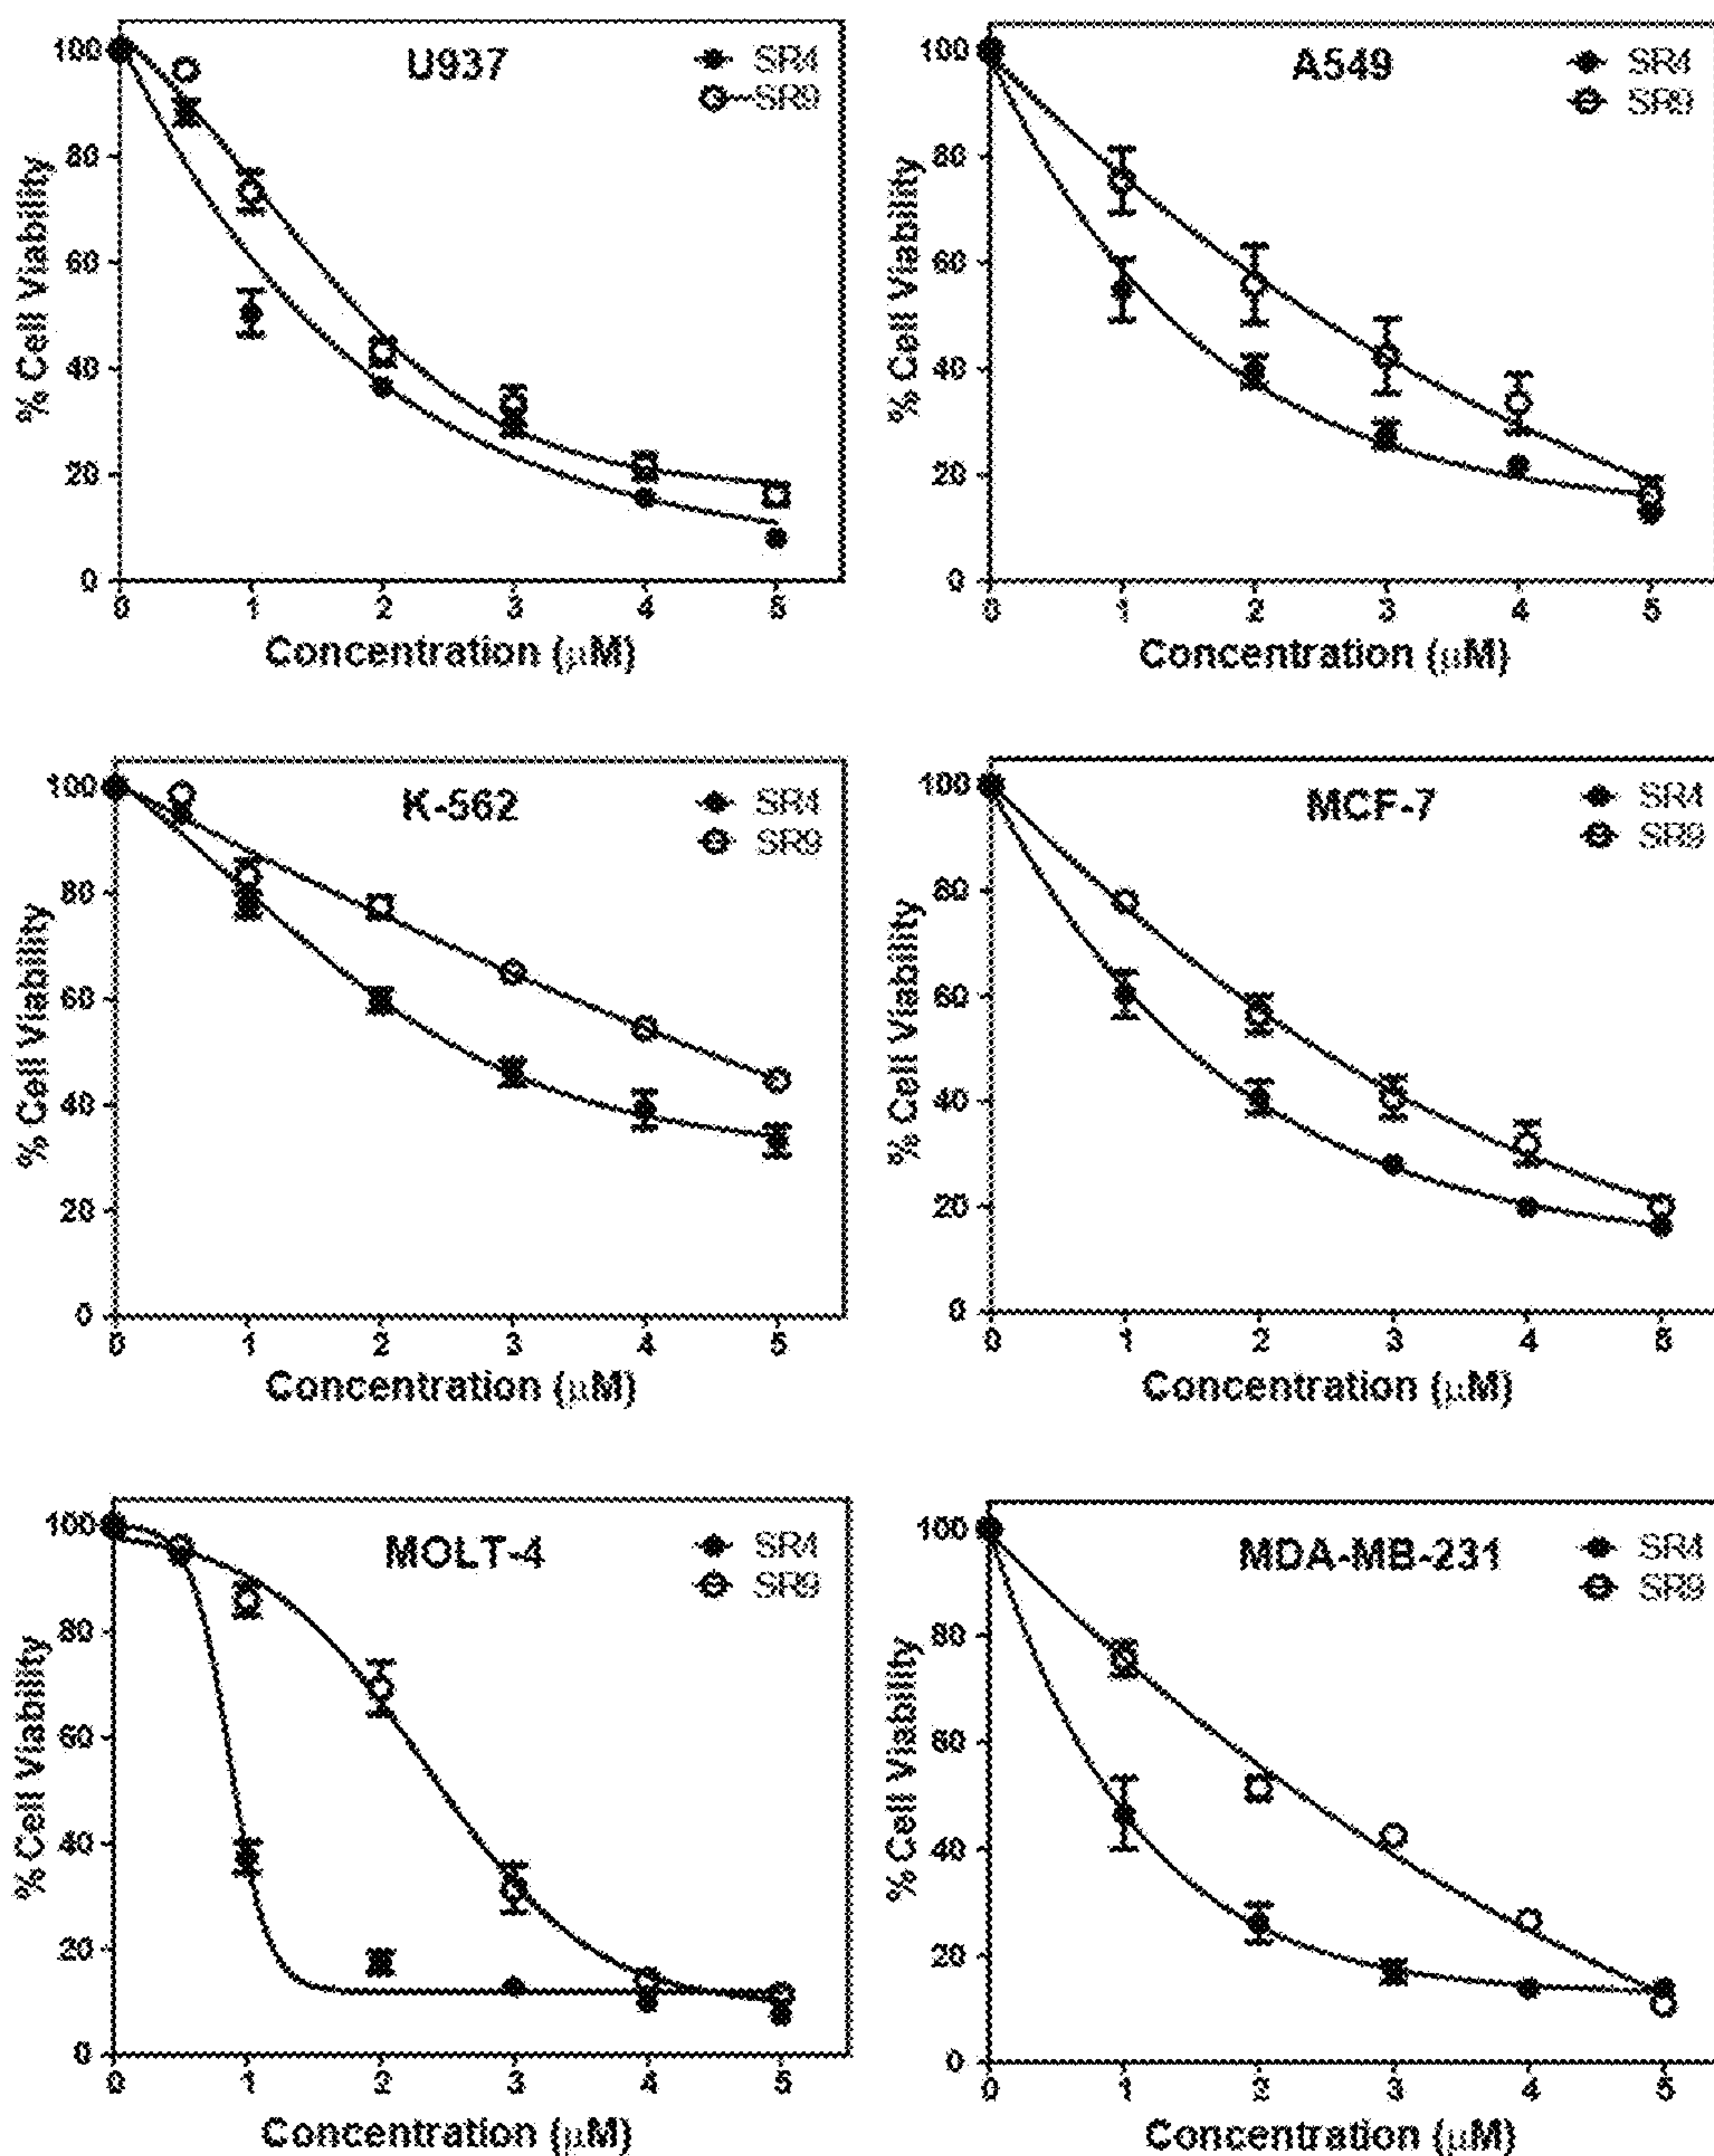 U937
SR4
SR9
% Cell Viability
100
80
60
40
20
0
0 1 2 3 4 5
Concentration (µM)
A549
SR4
SR9
% Cell Viability
100
80
60
40
20
0
0 1 2 3 4 5
Concentration (µM)
K-562
SR4
SR9
% Cell Viability
100
80
60
40
20
0
0 1 2 3 4 5
Concentration (µM)
MCF-7
SR4
SR9
% Cell Viability
100
80
60
40
20
0
0 1 2 3 4 5
Concentration (µM)
MOLT-4
SR4
SR9
% Cell Viability
100
80
60
40
20
0
0 1 2 3 4 5
Concentration (µM)
MDA-MB-231
SR4
SR9
% Cell Viability
100
80
60
40
20
0
0 1 2 3 4 5
Concentration (µM)